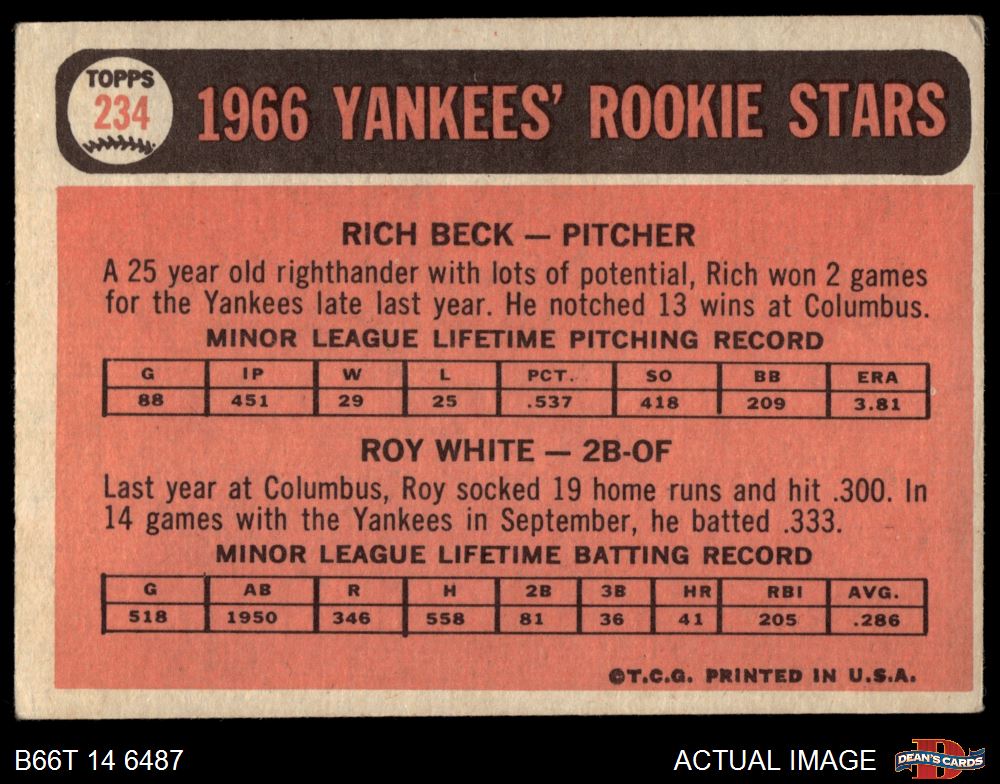 TOPPS
234
1966 YANKEES' ROOKIE STARS
RICH BECK — PITCHER
A 25 year old righthander with lots of potential, Rich won 2 games
for the Yankees late last year. He notched 13 wins at Columbus.
MINOR LEAGUE LIFETIME PITCHING RECORD
G IP W L PCT. SO BB ERA
88 451 29 25 .537 418 209 3.81
ROY WHITE — 2B-OF
Last year at Columbus, Roy socked 19 home runs and hit .300. In
14 games with the Yankees in September, he batted .333.
MINOR LEAGUE LIFETIME BATTING RECORD
G AB R H 2B 3B HR RBI AVG.
518 1950 346 558 81 36 41 205 .286
©T.C.G. PRINTED IN U.S.A.
B66T 14 6487
ACTUAL IMAGE
D
DEAN'S CARDS